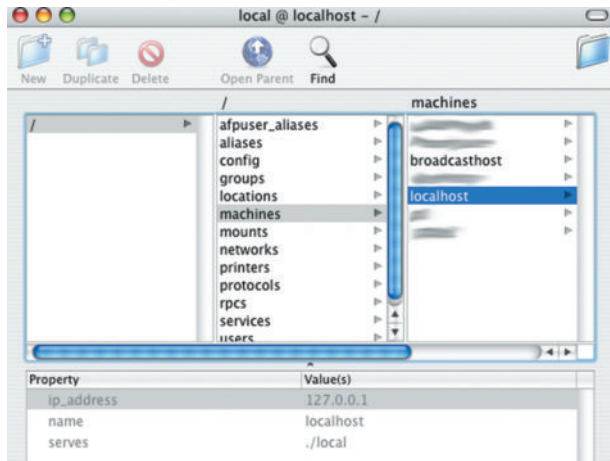 local @ localhost – /
New Duplicate Delete Open Parent Find
/ machines
/
afpuser_aliases
aliases
config
groups
locations
machines
mounts
networks
printers
protocols
rpcs
services
users
broadcasthost
localhost
Property Value(s)
ip_address 127.0.0.1
name localhost
serves ./local